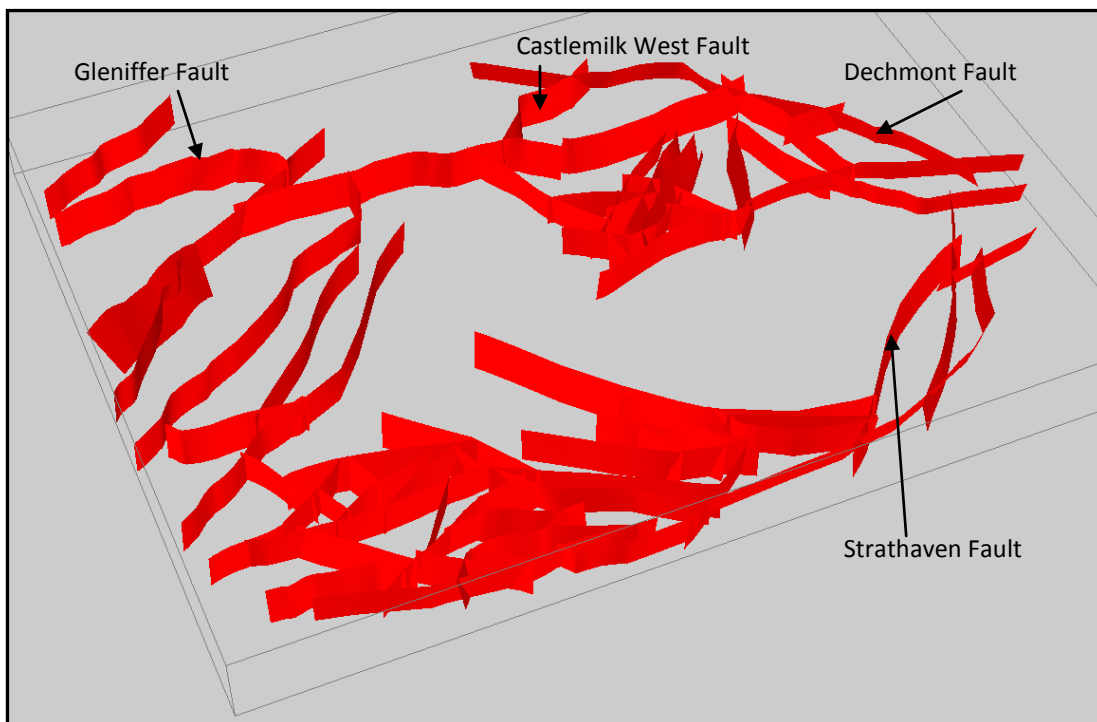 Castlemilk West Fault
Gleniffer Fault
Dechmont Fault
Strathaven Fault